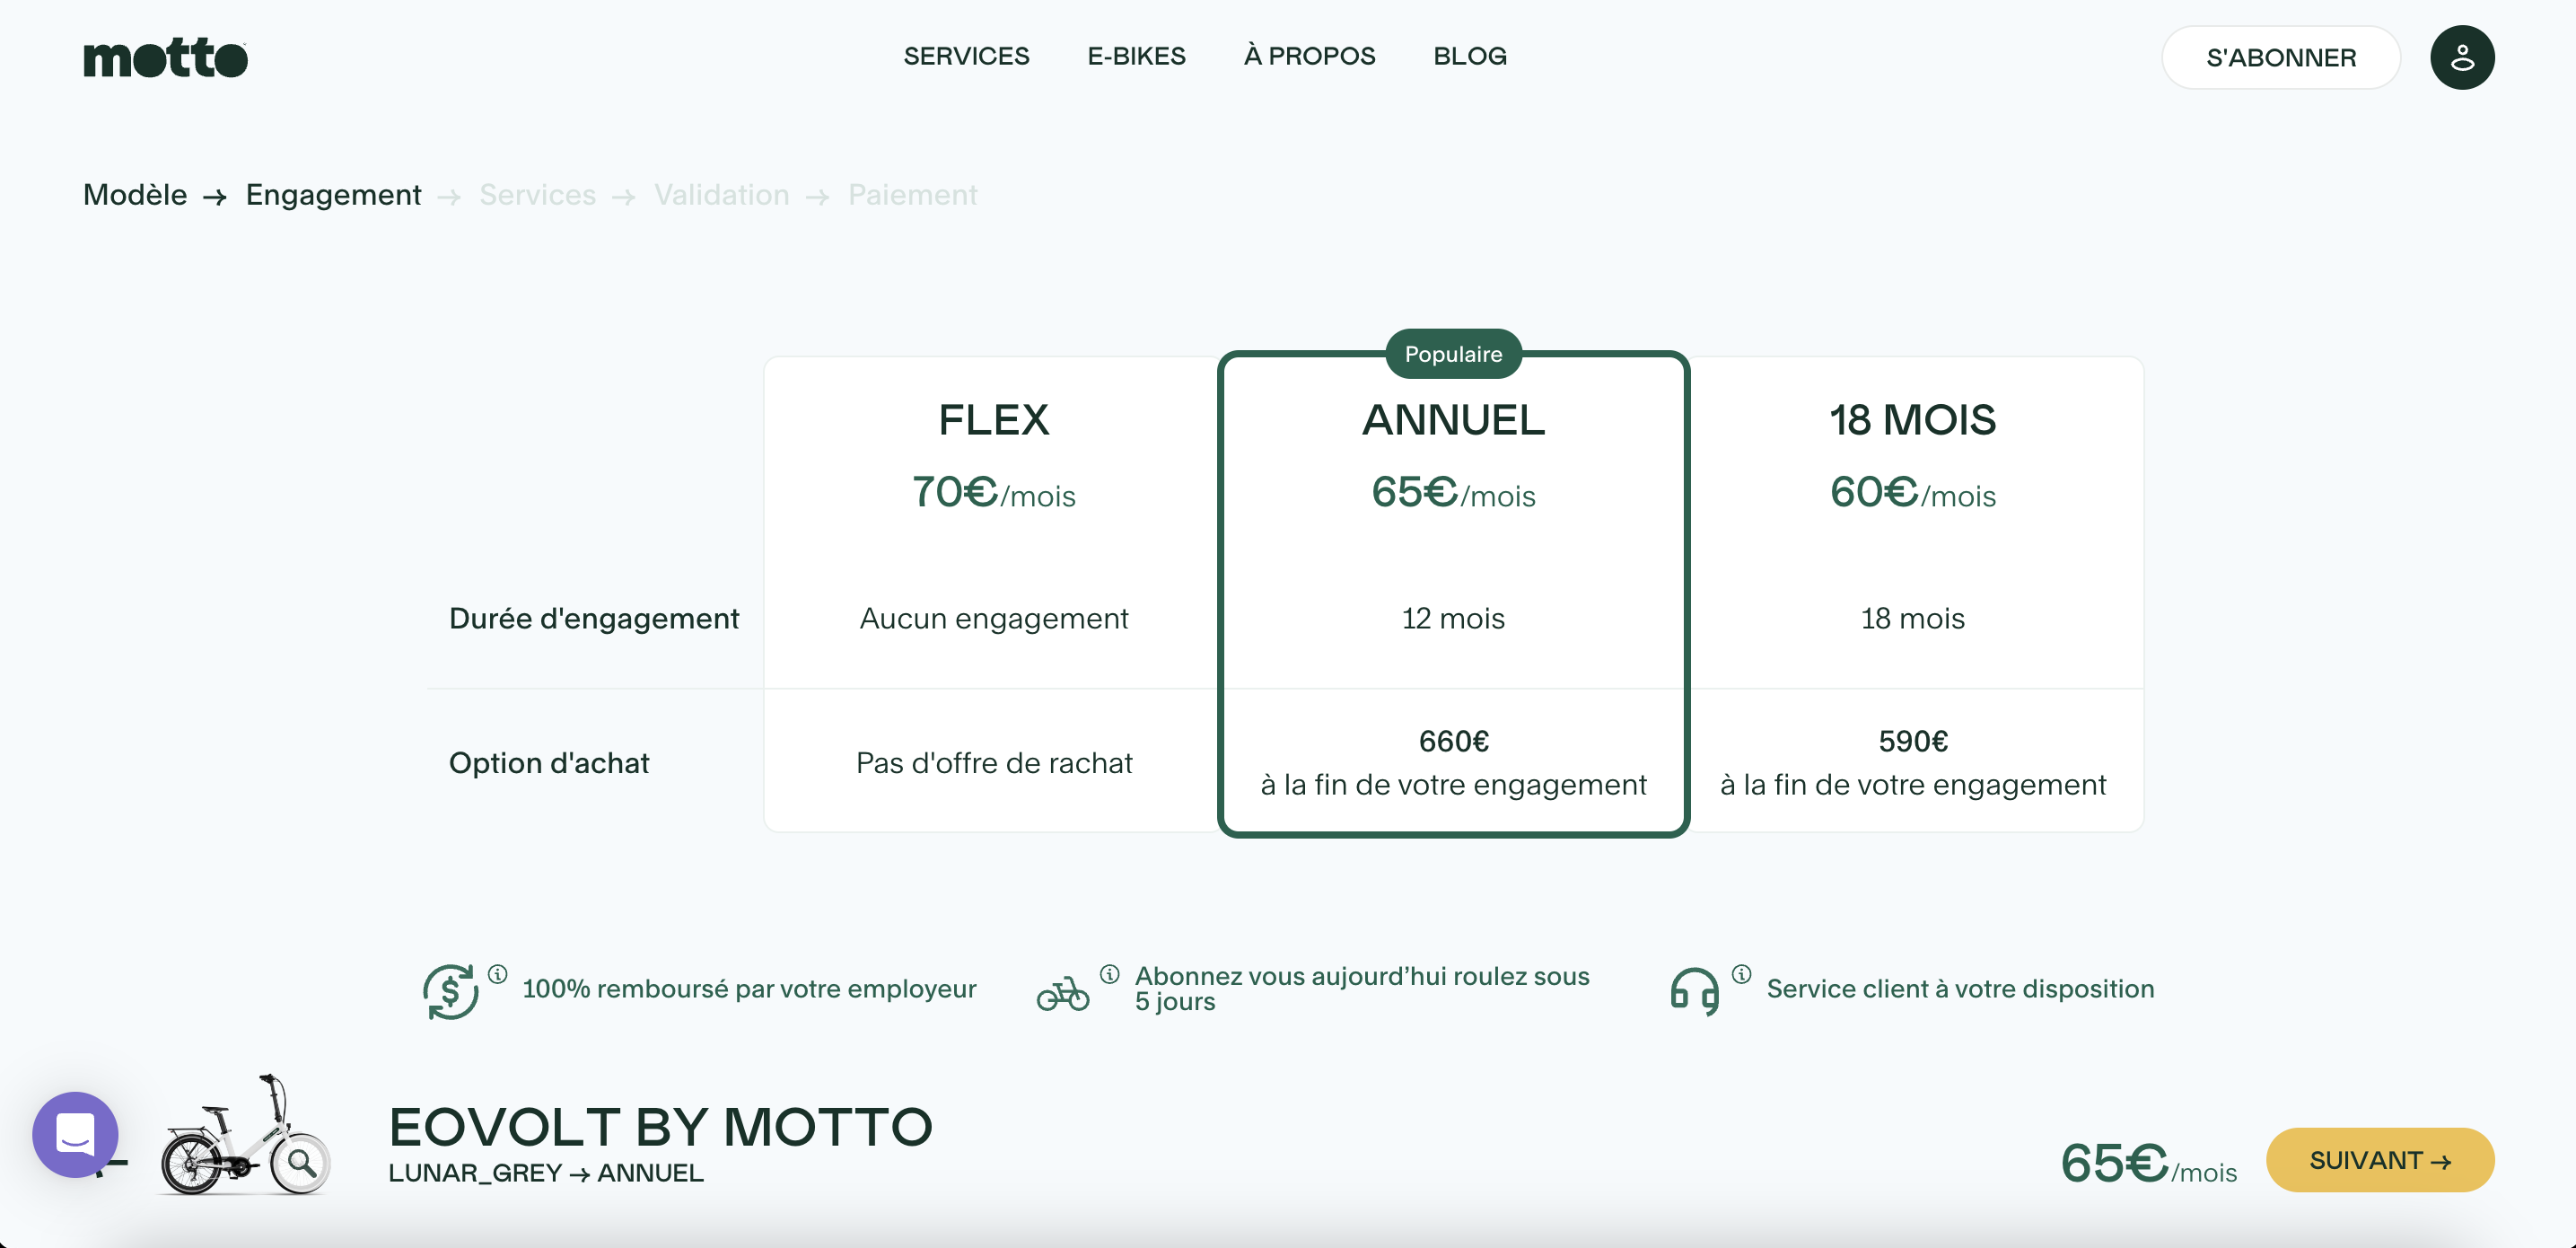 motto
SERVICES E-BIKES À PROPOS BLOG
S'ABONNER
Modèle → Engagement → Services → Validation → Paiement
Populaire
FLEX ANNUEL 18 MOIS
70€/mois 65€/mois 60€/mois
Durée d'engagement Aucun engagement 12 mois 18 mois
Option d'achat Pas d'offre de rachat
660€
à la fin de votre engagement
590€
à la fin de votre engagement
100% remboursé par votre employeur
Abonnez vous aujourd’hui roulez sous
5 jours
Service client à votre disposition
EOVOLT BY MOTTO
LUNAR_GREY → ANNUEL
65€/mois
SUIVANT →